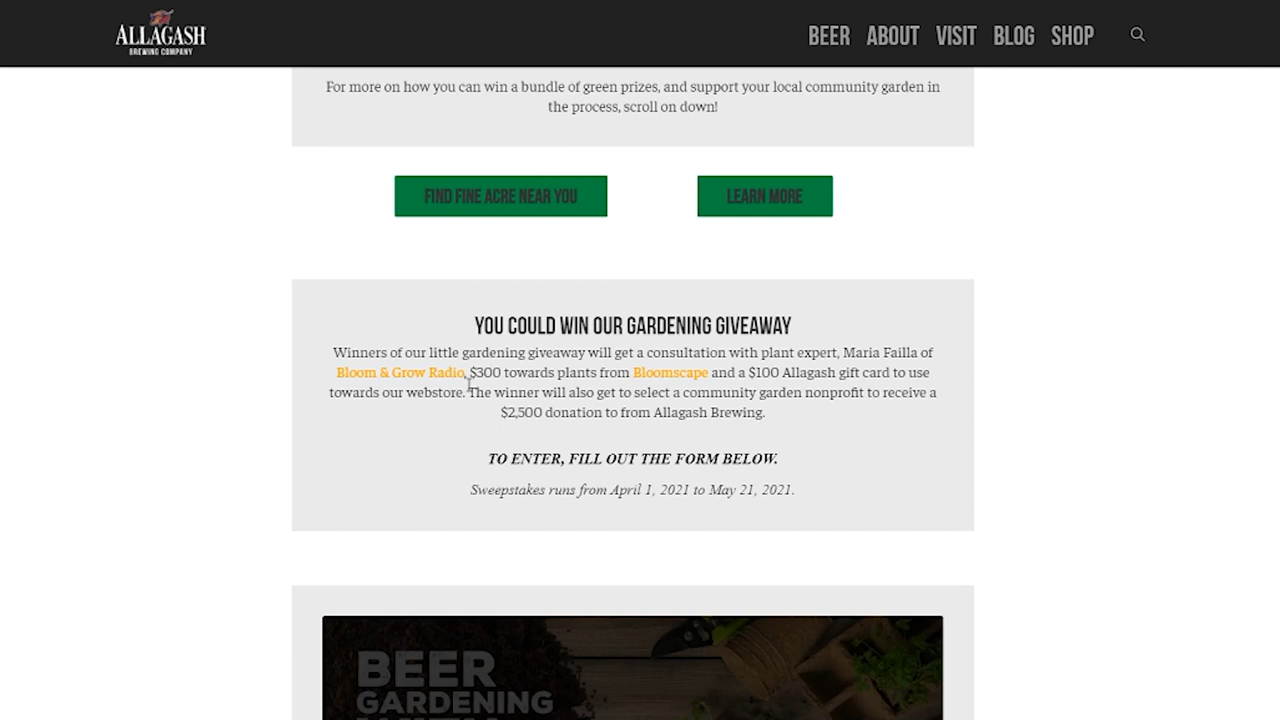 ALLAGASH
BREWING COMPANY
BEER ABOUT VISIT BLOG SHOP
For more on how you can win a bundle of green prizes, and support your local community garden in
the process, scroll on down!
FIND FINE ACRE NEAR YOU
LEARN MORE
YOU COULD WIN OUR GARDENING GIVEAWAY
Winners of our little gardening giveaway will get a consultation with plant expert, Maria Failla of
Bloom & Grow Radio, $300 towards plants from Bloomscape and a $100 Allagash gift card to use
towards our webstore. The winner will also get to select a community garden nonprofit to receive a
$2,500 donation to from Allagash Brewing.
TO ENTER, FILL OUT THE FORM BELOW.
Sweepstakes runs from April 1, 2021 to May 21, 2021.
BEER
GARDENING